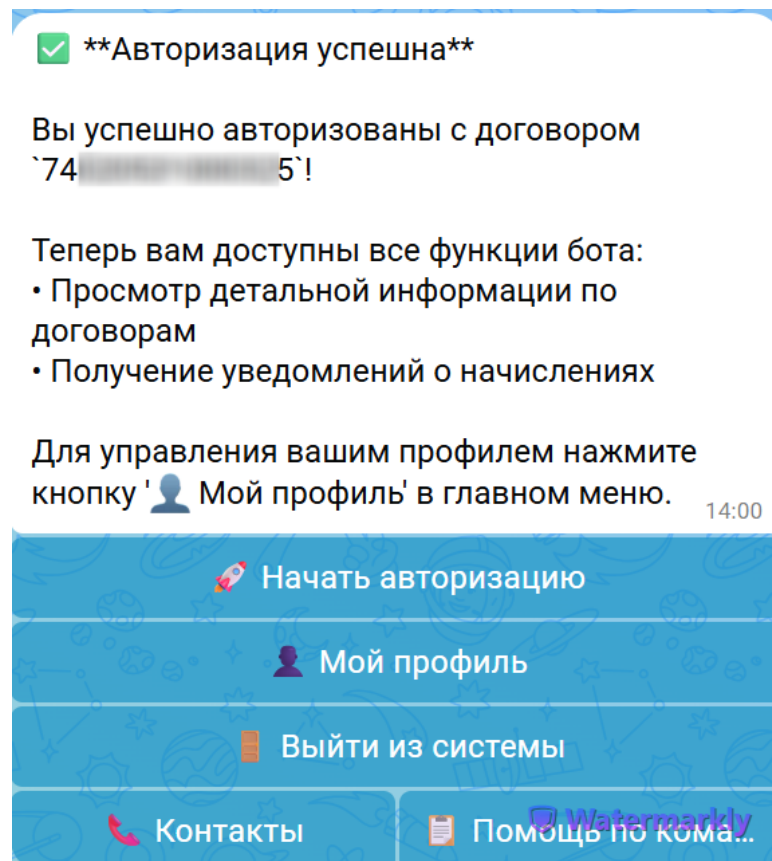 ✅ **Авторизация успешна**
Вы успешно авторизованы с договором
`74 5`!
Теперь вам доступны все функции бота:
• Просмотр детальной информации по
договорам
• Получение уведомлений о начислениях
Для управления вашим профилем нажмите
кнопку '👤 Мой профиль' в главном меню.
14:00
🚀 Начать авторизацию
👤 Мой профиль
🚪 Выйти из системы
📞 Контакты
📋 Помощь по кома...
Watermarkly